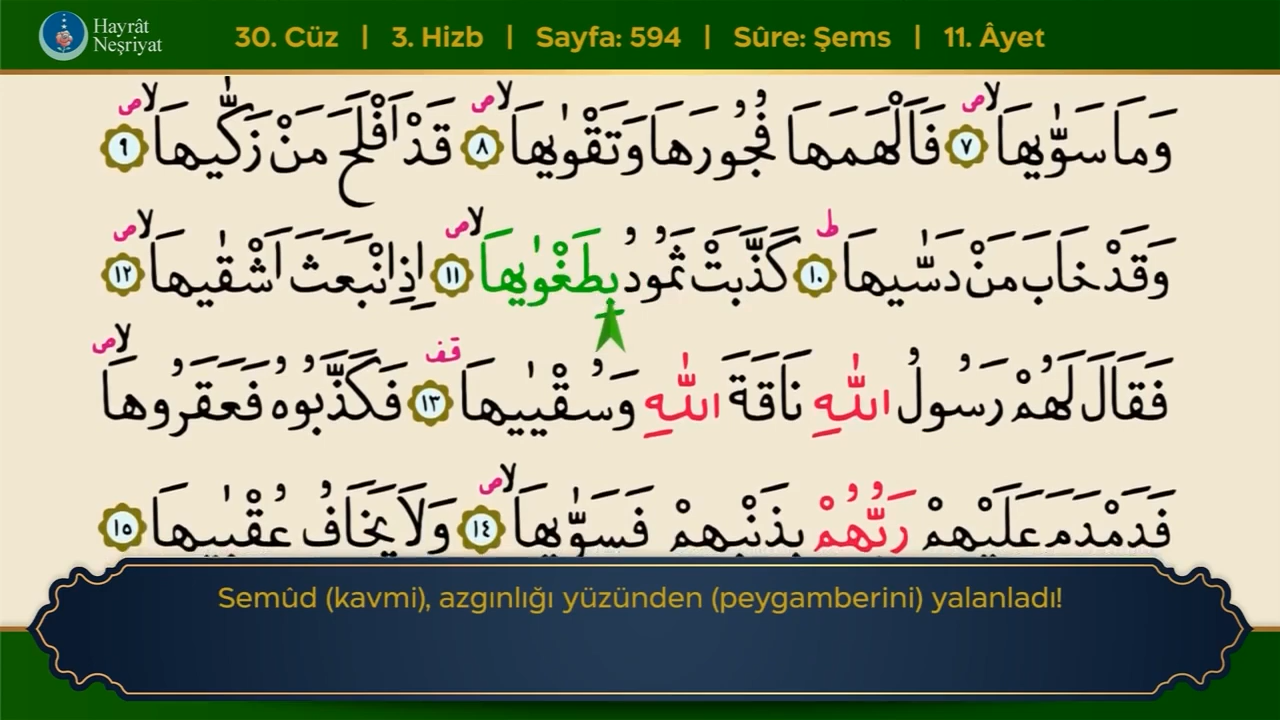 Hayrât
Neşriyat
30. Cüz | 3. Hizb | Sayfa: 594 | Sûre: Şems | 11. Âyet
وَمَا سَوّٰيهَاۙۖ ٧ فَاَلْهَمَهَا فُجُورَهَا وَتَقْوٰيهَاۙۖ ٨ قَدْ اَفْلَحَ مَنْ زَكّٰيهَاۙۖ ٩
وَقَدْ خَابَ مَنْ دَسّٰيهَاؕ ١٠ كَذَّبَتْ ثَمُودُ بِطَغْوٰيهَاۙۖ ١١ اِذِ انْبَعَثَ اَشْقٰيهَاۙۖ ١٢
فَقَالَ لَهُمْ رَسُولُ اللّٰهِ نَاقَةَ اللّٰهِ وَسُقْيٰيهَا قف ١٣ فَكَذَّبُوهُ فَعَقَرُوهَاۙۖ
فَدَمْدَمَ عَلَيْهِمْ رَبُّهُمْ بِذَنْبِهِمْ فَسَوّٰيهَاۙۖ ١٤ وَلَا يَخَافُ عُقْبٰيهَا ١٥
Semûd (kavmi), azgınlığı yüzünden (peygamberini) yalanladı!